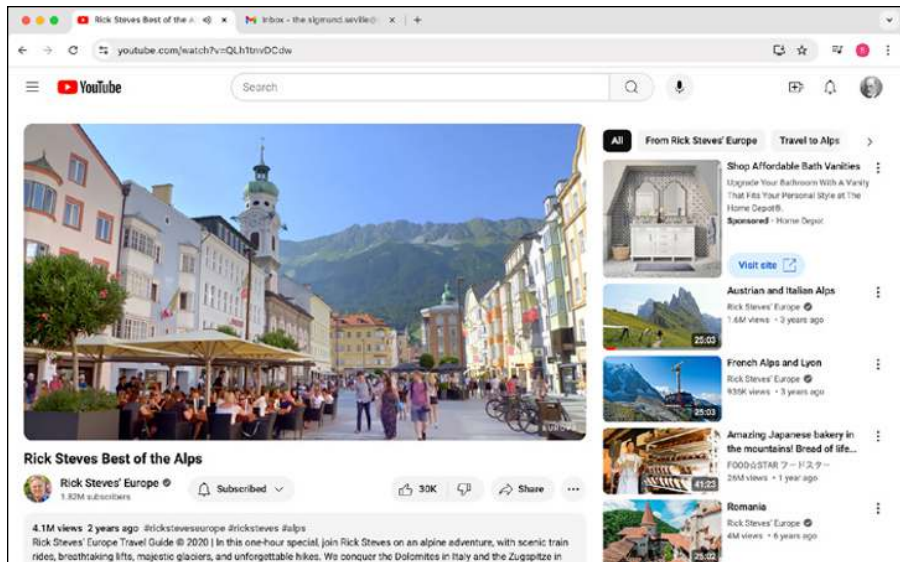 Rick Steves Best of the A
Inbox - the.sigmund.seville@
youtube.com/watch?v=QLh1tnvDCdw
YouTube
Search
All
From Rick Steves' Europe
Travel to Alps
Shop Affordable Bath Vanities
Upgrade Your Bathroom With A Vanity
That Fits Your Personal Style at The
Home Depot®.
Sponsored · Home Depot
Visit site
Austrian and Italian Alps
Rick Steves' Europe
1.6M views • 3 years ago
25:03
French Alps and Lyon
Rick Steves' Europe
936K views • 3 years ago
25:03
Amazing Japanese bakery in
the mountains! Bread of life...
FOOD☆STAR フードスター
26M views • 1 year ago
41:23
Romania
Rick Steves' Europe
4M views • 6 years ago
25:02
EUROPE
Rick Steves Best of the Alps
Rick Steves' Europe
1.82M subscribers
Subscribed
30K
Share
4.1M views 2 years ago #ricksteveseurope #ricksteves #alps
Rick Steves' Europe Travel Guide © 2020 | In this one-hour special, join Rick Steves on an alpine adventure, with scenic train
rides, breathtaking lifts, majestic glaciers, and unforgettable hikes. We conquer the Dolomites in Italy and the Zugspitze in